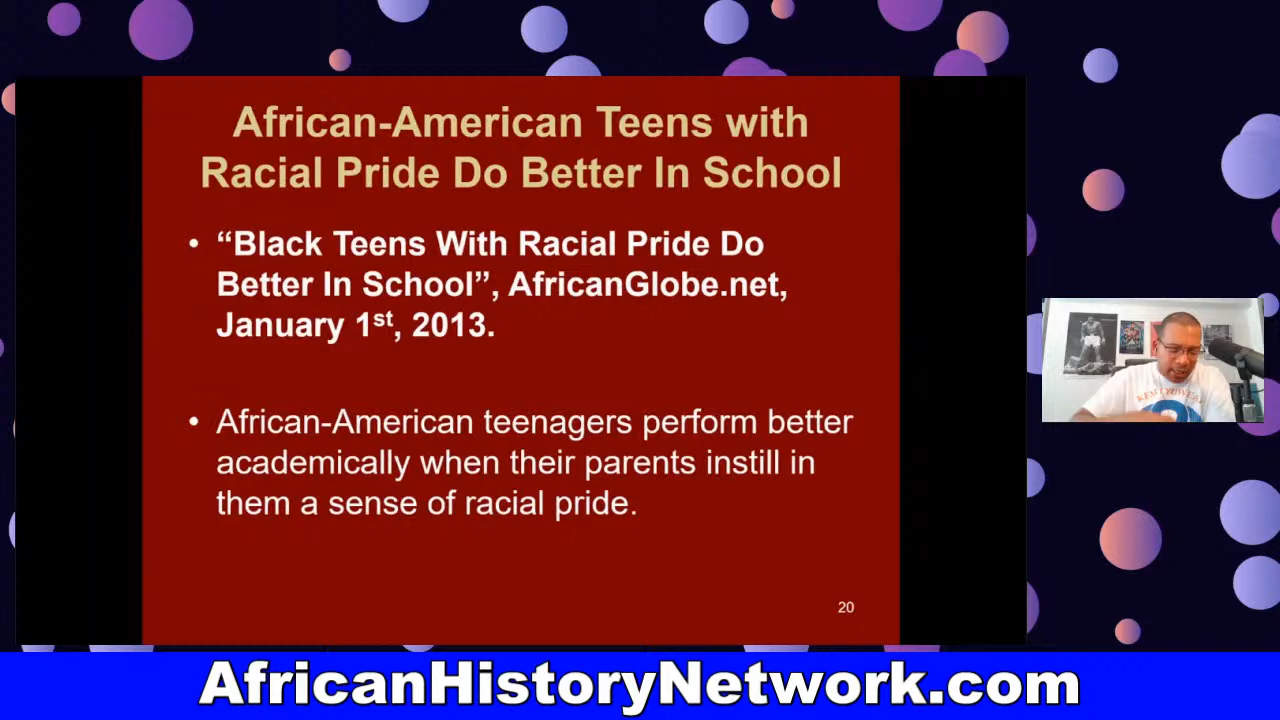 African-American Teens with
Racial Pride Do Better In School
• “Black Teens With Racial Pride Do
Better In School”, AfricanGlobe.net,
January 1st, 2013.
• African-American teenagers perform better
academically when their parents instill in
them a sense of racial pride.
20
AfricanHistoryNetwork.com